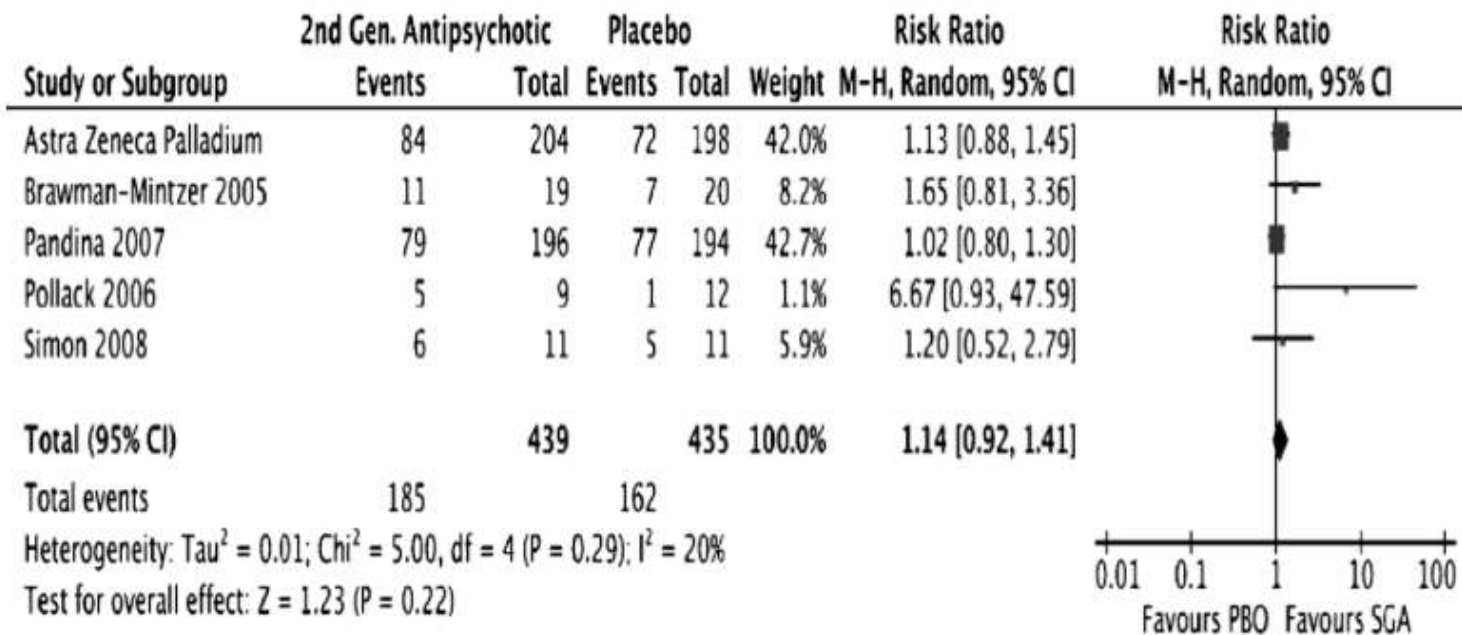 2nd Gen. Antipsychotic Placebo Risk Ratio Risk Ratio
Study or Subgroup Events Total Events Total Weight M-H, Random, 95% CI M-H, Random, 95% CI
Astra Zeneca Palladium 84 204 72 198 42.0% 1.13 [0.88, 1.45]
Brawman-Mintzer 2005 11 19 7 20 8.2% 1.65 [0.81, 3.36]
Pandina 2007 79 196 77 194 42.7% 1.02 [0.80, 1.30]
Pollack 2006 5 9 1 12 1.1% 6.67 [0.93, 47.59]
Simon 2008 6 11 5 11 5.9% 1.20 [0.52, 2.79]
Total (95% CI) 439 435 100.0% 1.14 [0.92, 1.41]
Total events 185 162
Heterogeneity: Tau² = 0.01; Chi² = 5.00, df = 4 (P = 0.29); I² = 20%
Test for overall effect: Z = 1.23 (P = 0.22)
0.01 0.1 1 10 100
Favours PBO Favours SGA